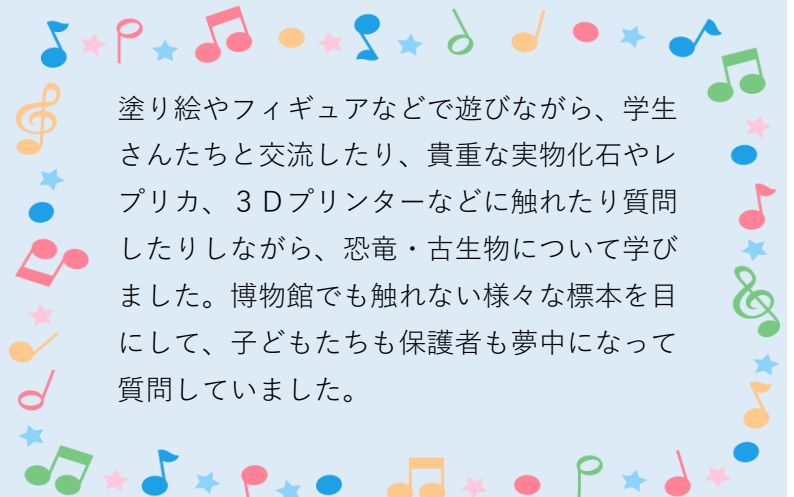 塗り絵やフィギュアなどで遊びながら、学生
さんたちと交流したり、貴重な実物化石やレ
プリカ、３Ｄプリンターなどに触れたり質問
したりしながら、恐竜・古生物について学び
ました。博物館でも触れない様々な標本を目
にして、子どもたちも保護者も夢中になって
質問していました。